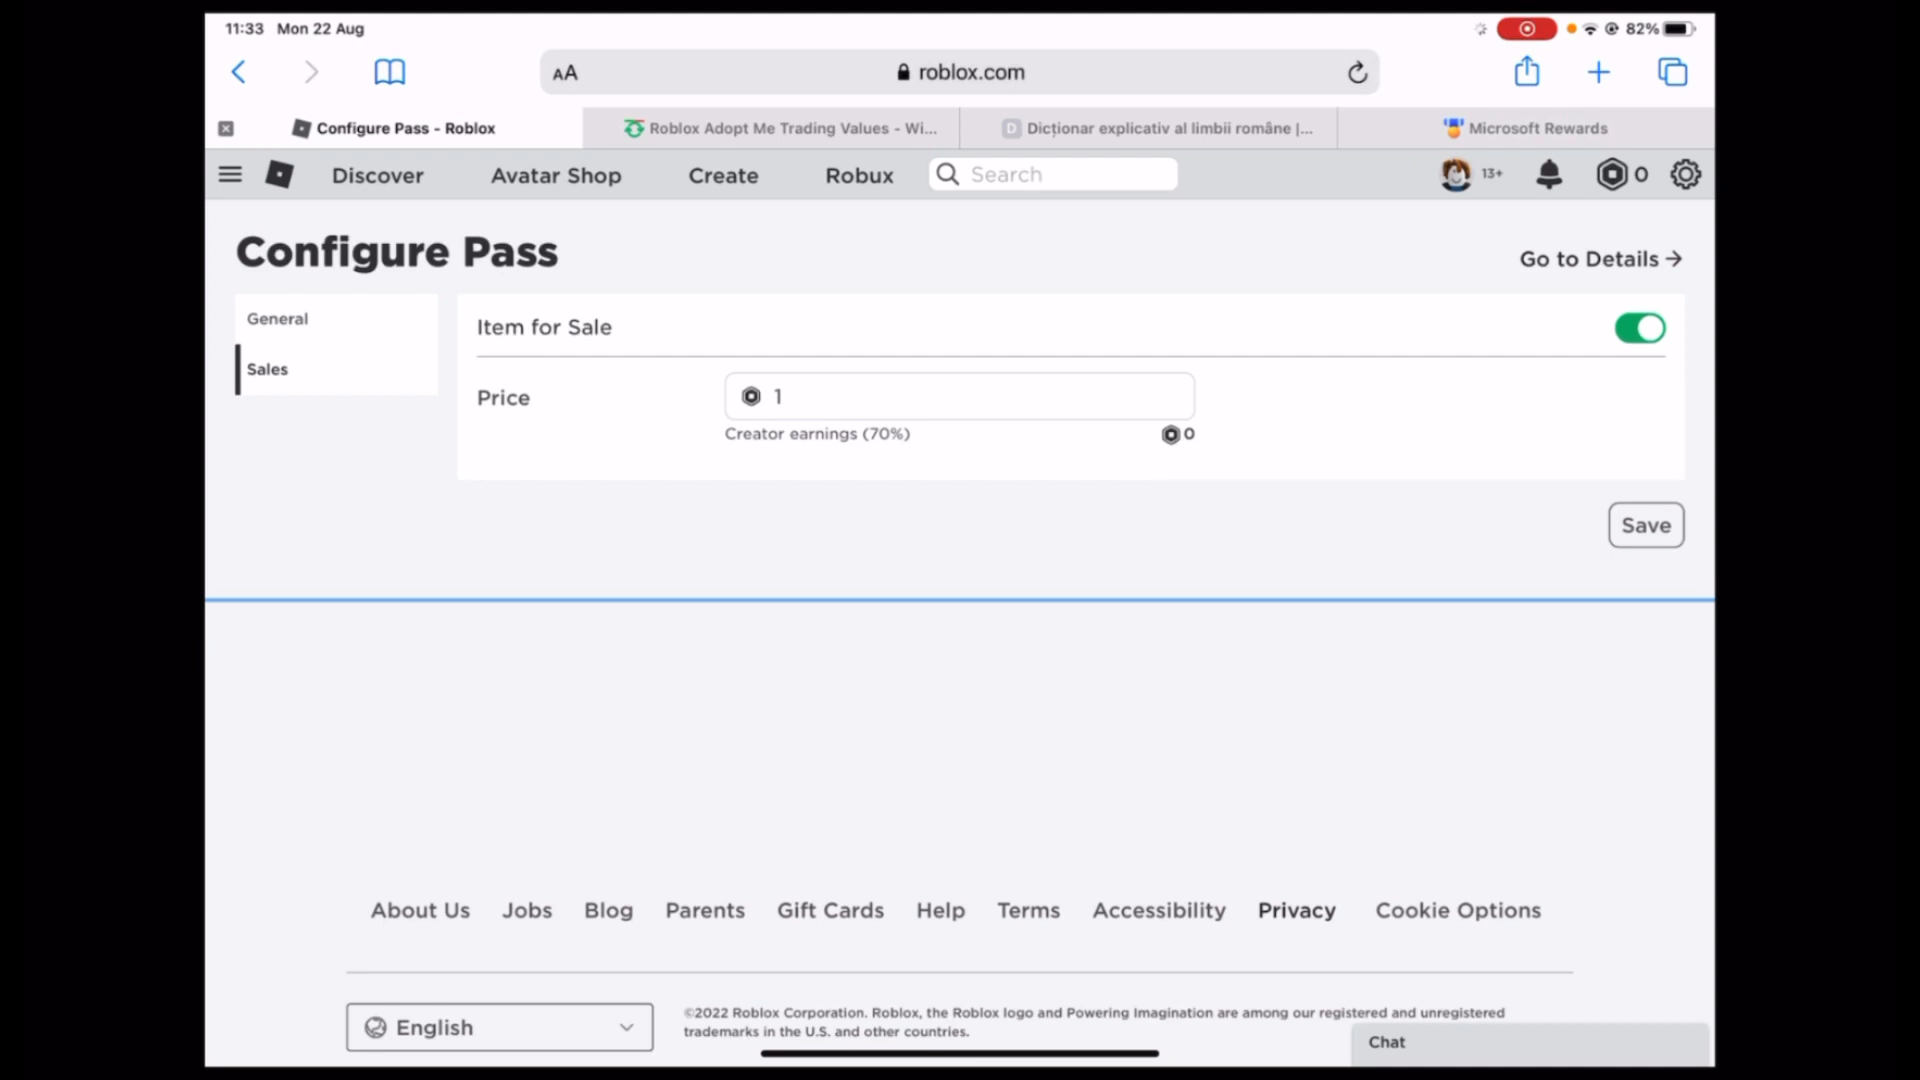 11:33 Mon 22 Aug
82%
AA
roblox.com
Configure Pass - Roblox
Roblox Adopt Me Trading Values - Wi...
D
Dicționar explicativ al limbii române |...
Microsoft Rewards
Discover
Avatar Shop
Create
Robux
Search
13+
0
Configure Pass
Go to Details
General
Sales
Item for Sale
Price
1
Creator earnings (70%)
0
Save
About Us
Jobs
Blog
Parents
Gift Cards
Help
Terms
Accessibility
Privacy
Cookie Options
English
©2022 Roblox Corporation. Roblox, the Roblox logo and Powering Imagination are among our registered and unregistered
trademarks in the U.S. and other countries.
Chat